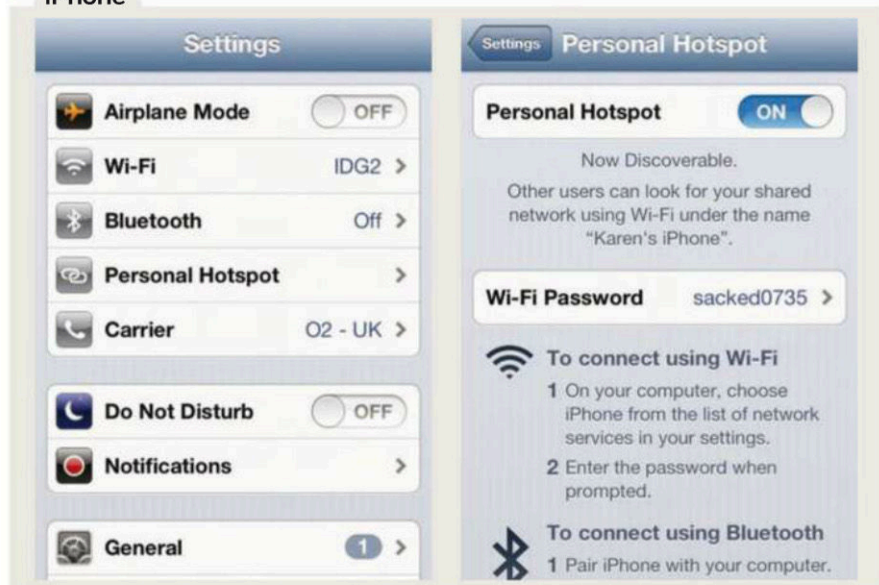 iPhone
Settings
Airplane Mode OFF
Wi-Fi IDG2
Bluetooth Off
Personal Hotspot
Carrier O2 - UK
Do Not Disturb OFF
Notifications
General 1
Settings Personal Hotspot
Personal Hotspot ON
Now Discoverable.
Other users can look for your shared
network using Wi-Fi under the name
"Karen's iPhone".
Wi-Fi Password sacked0735
To connect using Wi-Fi
1 On your computer, choose
iPhone from the list of network
services in your settings.
2 Enter the password when
prompted.
To connect using Bluetooth
1 Pair iPhone with your computer.